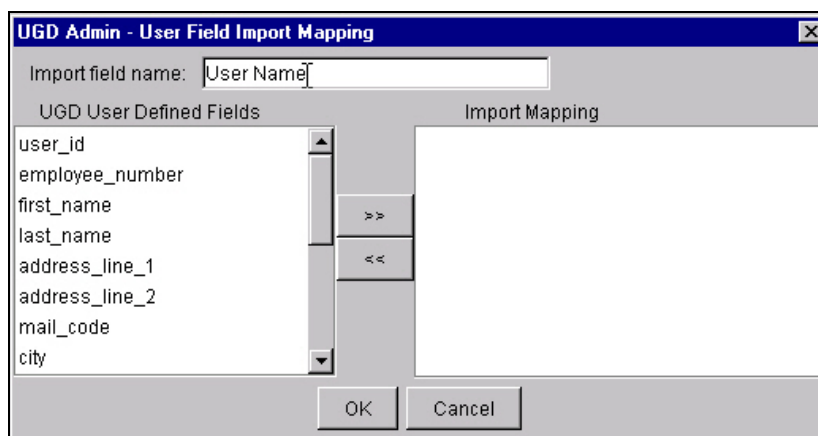 UGD Admin - User Field Import Mapping
Import field name: User Name
UGD User Defined Fields
Import Mapping
user_id
employee_number
first_name
last_name
address_line_1
address_line_2
mail_code
city
>>
<<
OK
Cancel